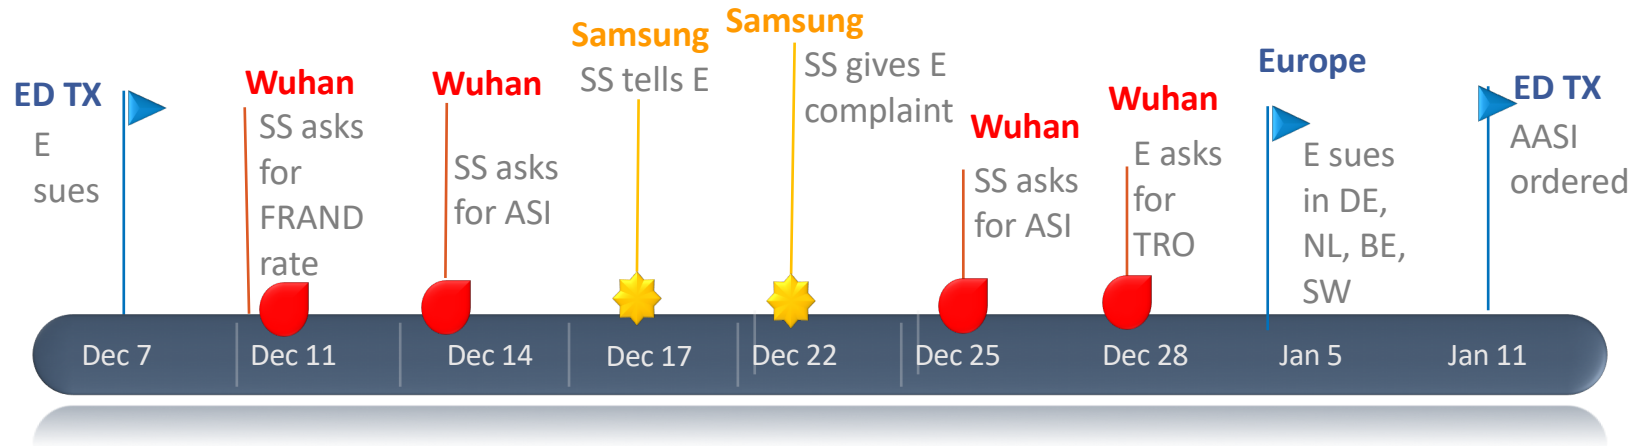 ED TX
E
sues
Wuhan
SS asks
for
FRAND
rate
Wuhan
SS asks
for ASI
Samsung
SS tells E
Samsung
SS gives E
complaint
Wuhan
SS asks
for ASI
Wuhan
E asks
for
TRO
Europe
E sues
in DE,
NL, BE,
SW
ED TX
AASI
ordered
Dec 7
Dec 11
Dec 14
Dec 17
Dec 22
Dec 25
Dec 28
Jan 5
Jan 11